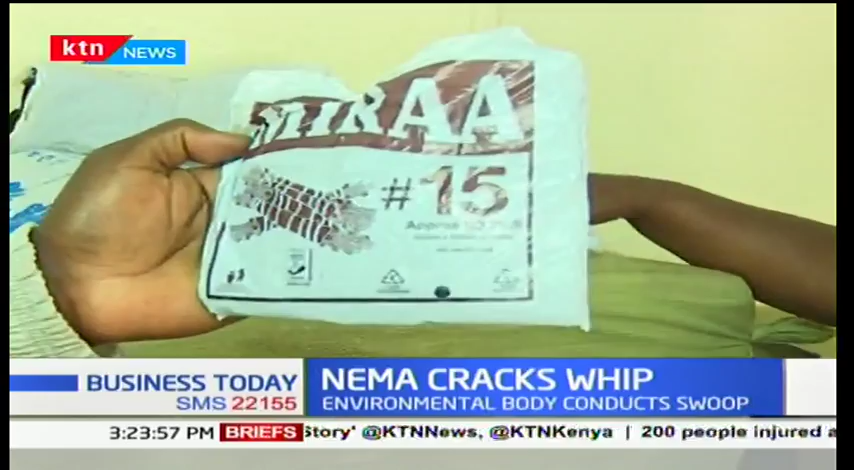 ktn NEWS
MIRAA
#15
BUSINESS TODAY
SMS 22155
NEMA CRACKS WHIP
ENVIRONMENTAL BODY CONDUCTS SWOOP
3:23:57 PM BRIEFS Story' @KTNNews, @KTNKenya | 200 people injured a